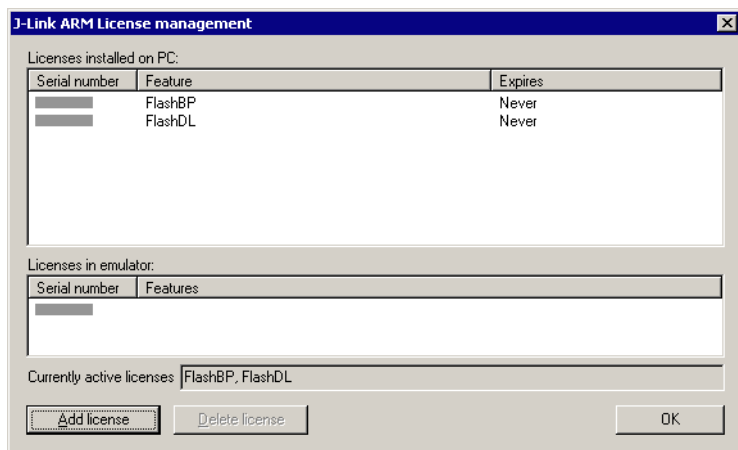 J-Link ARM License management
Licenses installed on PC:
Serial number Feature Expires
FlashBP Never
FlashDL Never
Licenses in emulator:
Serial number Features
Currently active licenses FlashBP, FlashDL
Add license Delete license OK